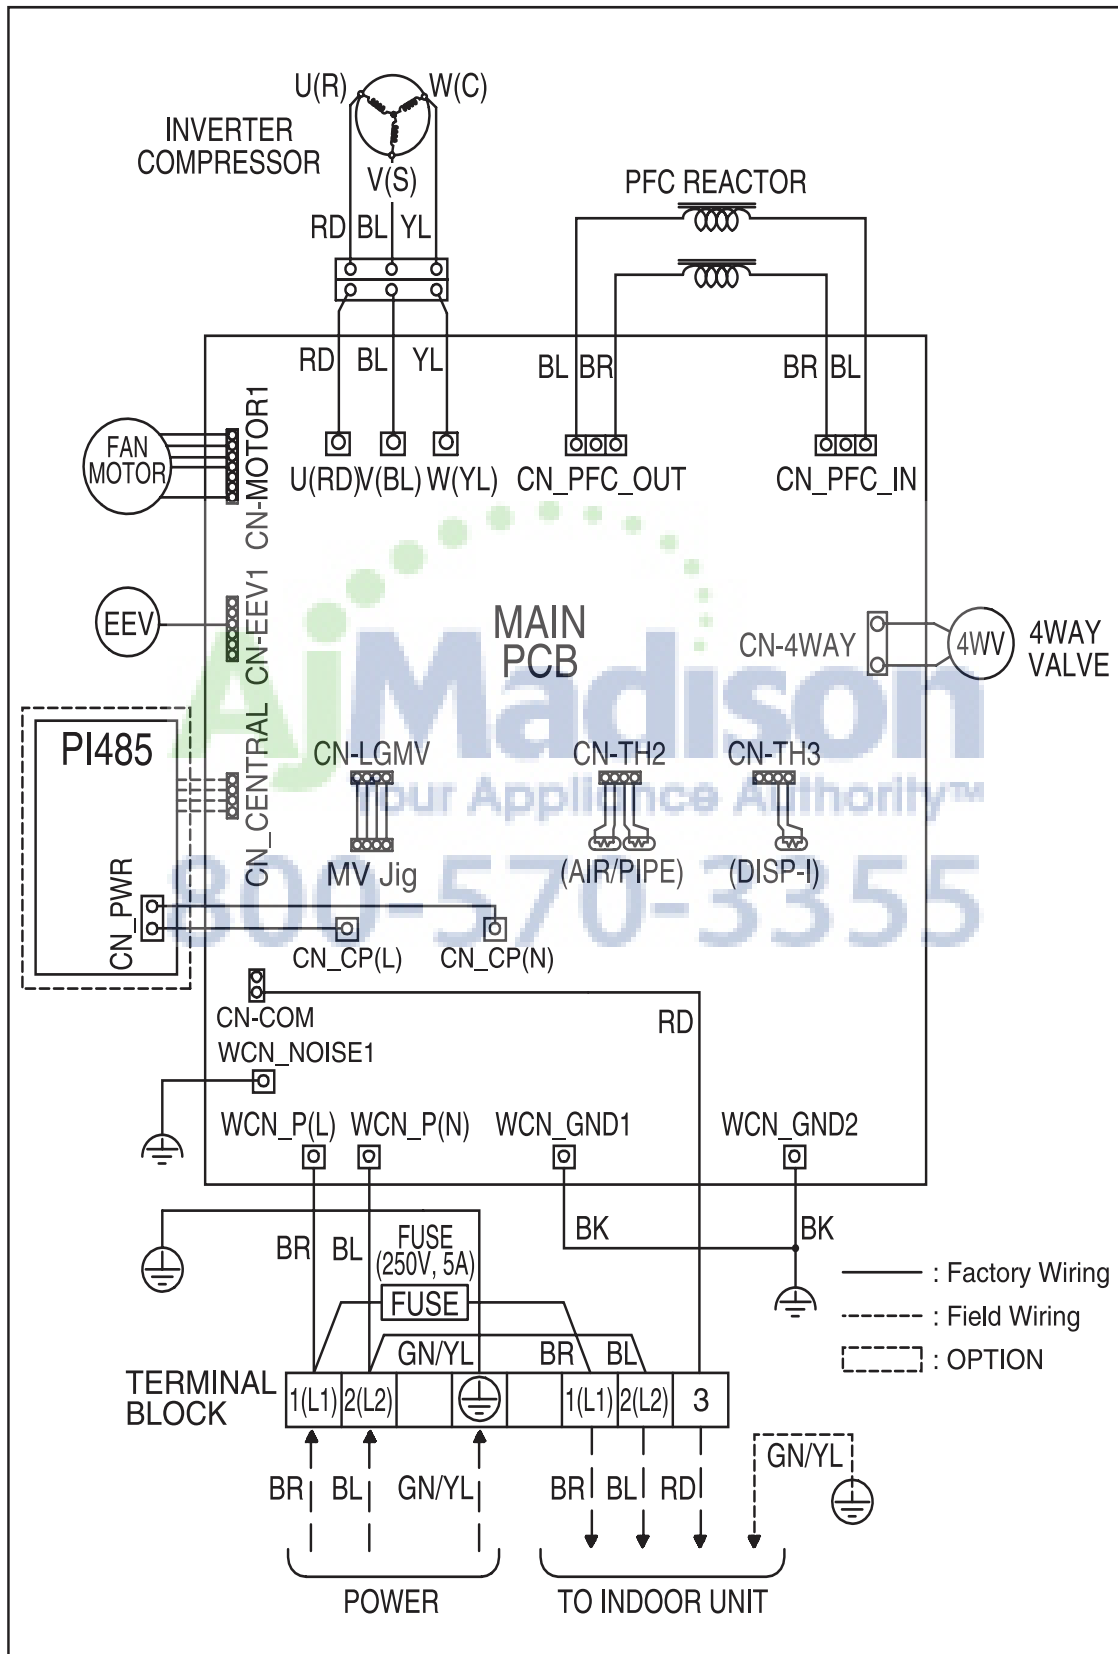 U(R) W(C)
INVERTER
COMPRESSOR
V(S)
RD BL YL
PFC REACTOR
RD BL YL
BL BR
BR BL
FAN
MOTOR
CN-MOTOR1
U(RD) V(BL) W(YL)
CN_PFC_OUT
CN_PFC_IN
EEV
CN-EEV1
MAIN
PCB
CN-4WAY
4WV
4WAY
VALVE
AjMadison
Your Appliance Authority™
800-570-3355
PI485
CN_CENTRAL
CN-LGMV
MV Jig
CN-TH2
(AIR/PIPE)
CN-TH3
(DISP-I)
CN_PWR
CN_CP(L)
CN_CP(N)
CN-COM
RD
WCN_NOISE1
WCN_P(L)
WCN_P(N)
WCN_GND1
WCN_GND2
BR BL
FUSE
(250V, 5A)
FUSE
BK
BK
GN/YL
BR BL
: Factory Wiring
: Field Wiring
: OPTION
TERMINAL
BLOCK
1(L1) 2(L2) 1(L1) 2(L2) 3
BR BL GN/YL BR BL RD GN/YL
POWER
TO INDOOR UNIT